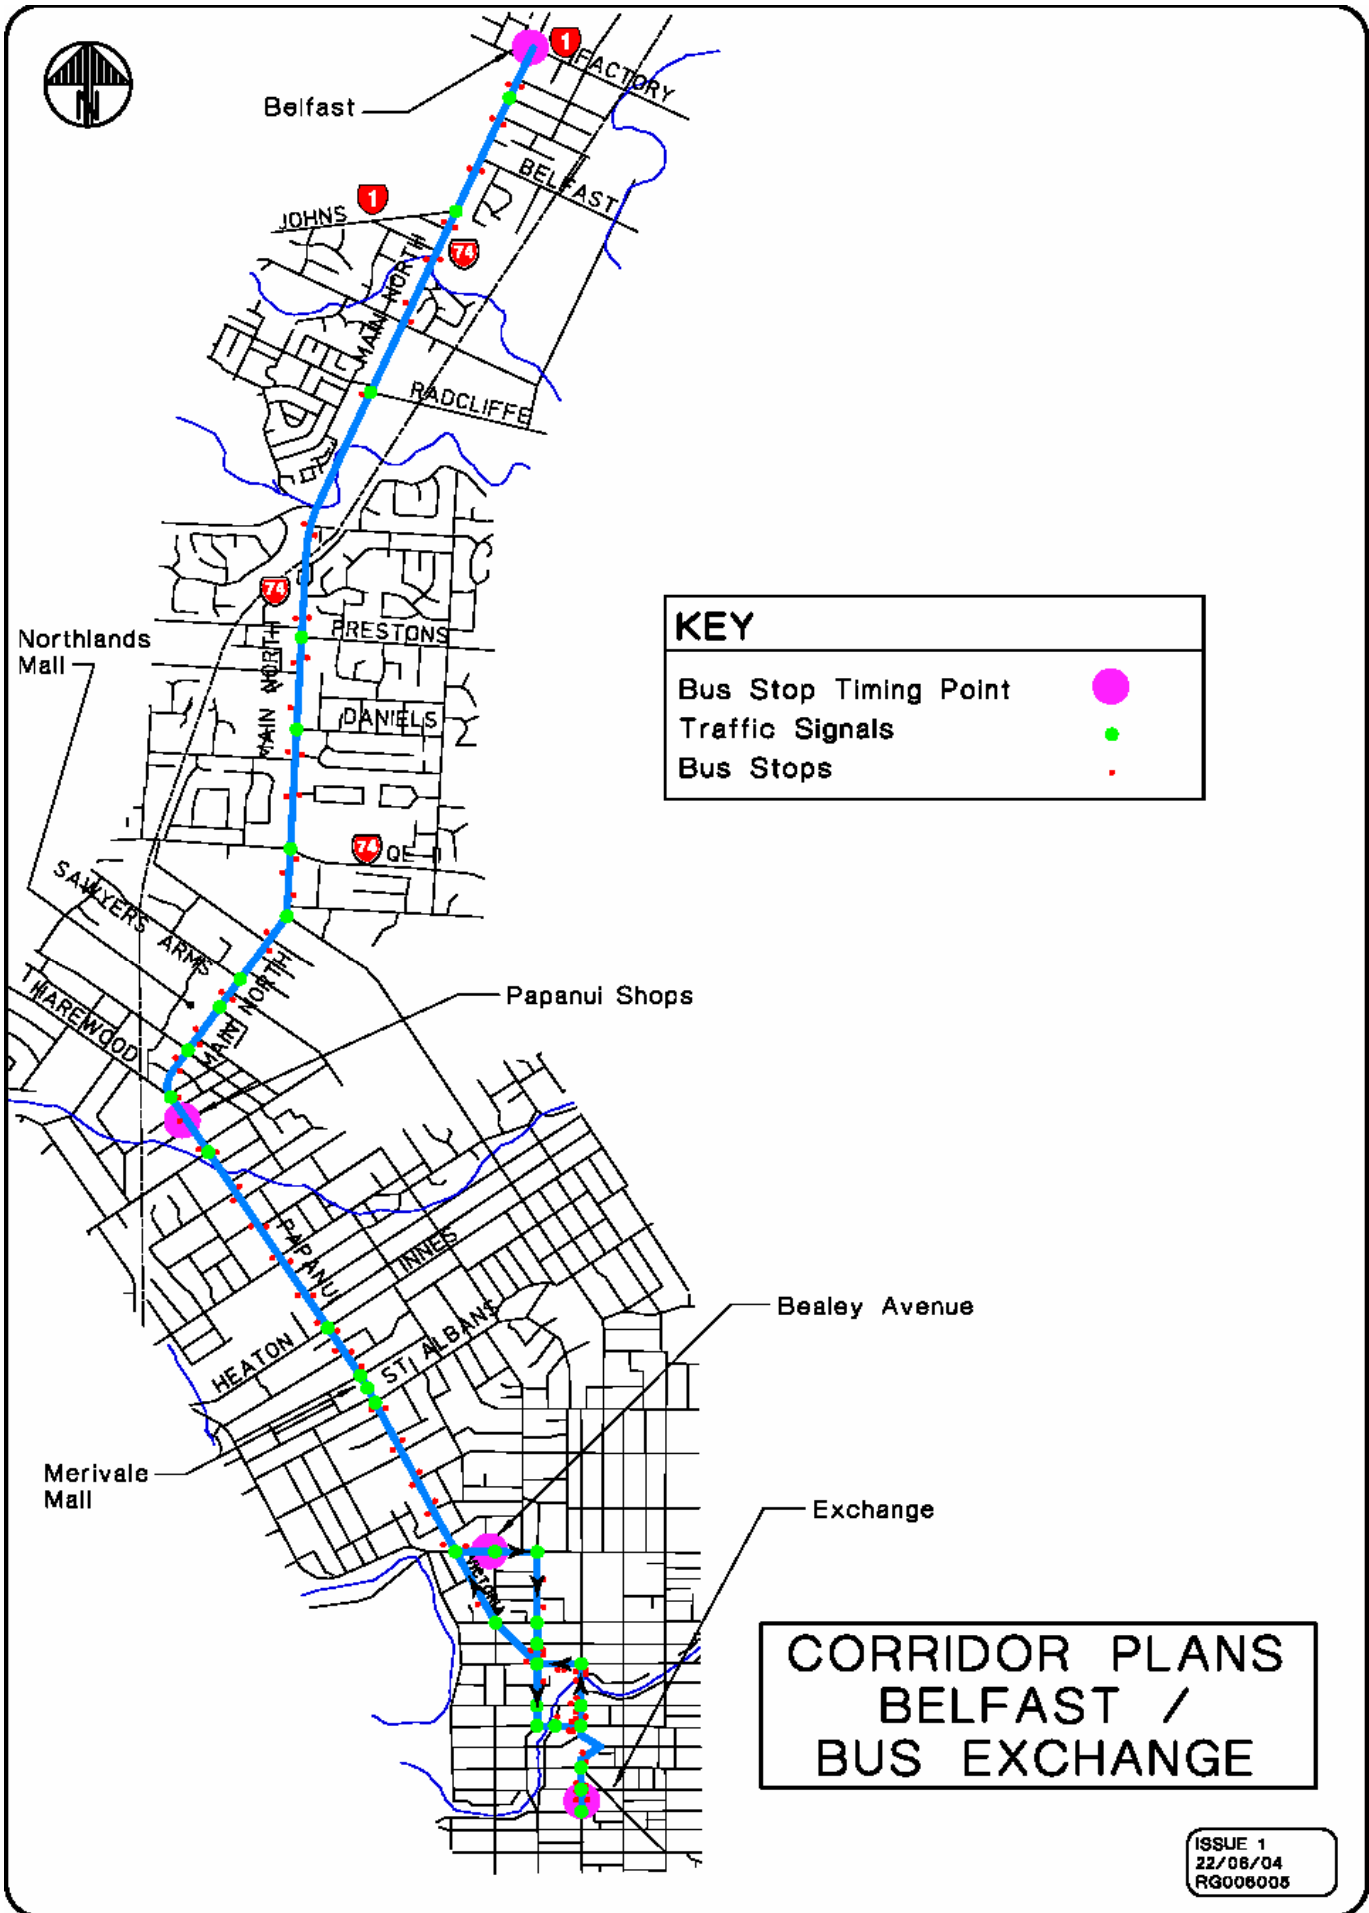 N
1
FACTORY
Belfast
BELFAST
1
JOHNS
74
MAIN NORTH
RADCLIFFE
74
Northlands
Mall
PRESTONS
MAIN NORTH
DANIELS
KEY
Bus Stop Timing Point
Traffic Signals
Bus Stops
74
QE II
SAWYERS ARMS
MAIN NORTH
HAREWOOD
Papanui Shops
PAPANUI
INNES
HEATON
ST ALBANS
Bealey Avenue
Merivale
Mall
Exchange
VICTORIA
CORRIDOR PLANS
BELFAST /
BUS EXCHANGE
ISSUE 1
22/06/04
RG006005